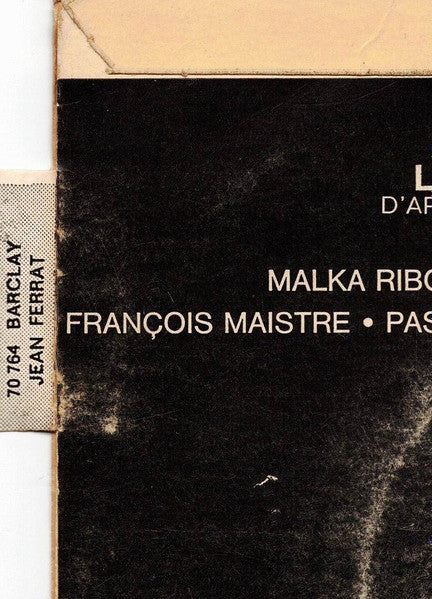 L
D'AP
MALKA RIBO
FRANÇOIS MAISTRE • PAS
70 764 BARCLAY
JEAN FERRAT